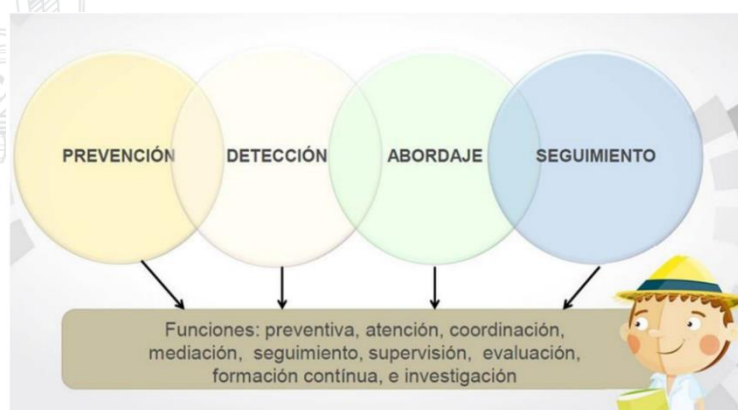 PREVENCIÓN
DETECCIÓN
ABORDAJE
SEGUIMIENTO
Funciones: preventiva, atención, coordinación,
mediación, seguimiento, supervisión, evaluación,
formación contínua, e investigación